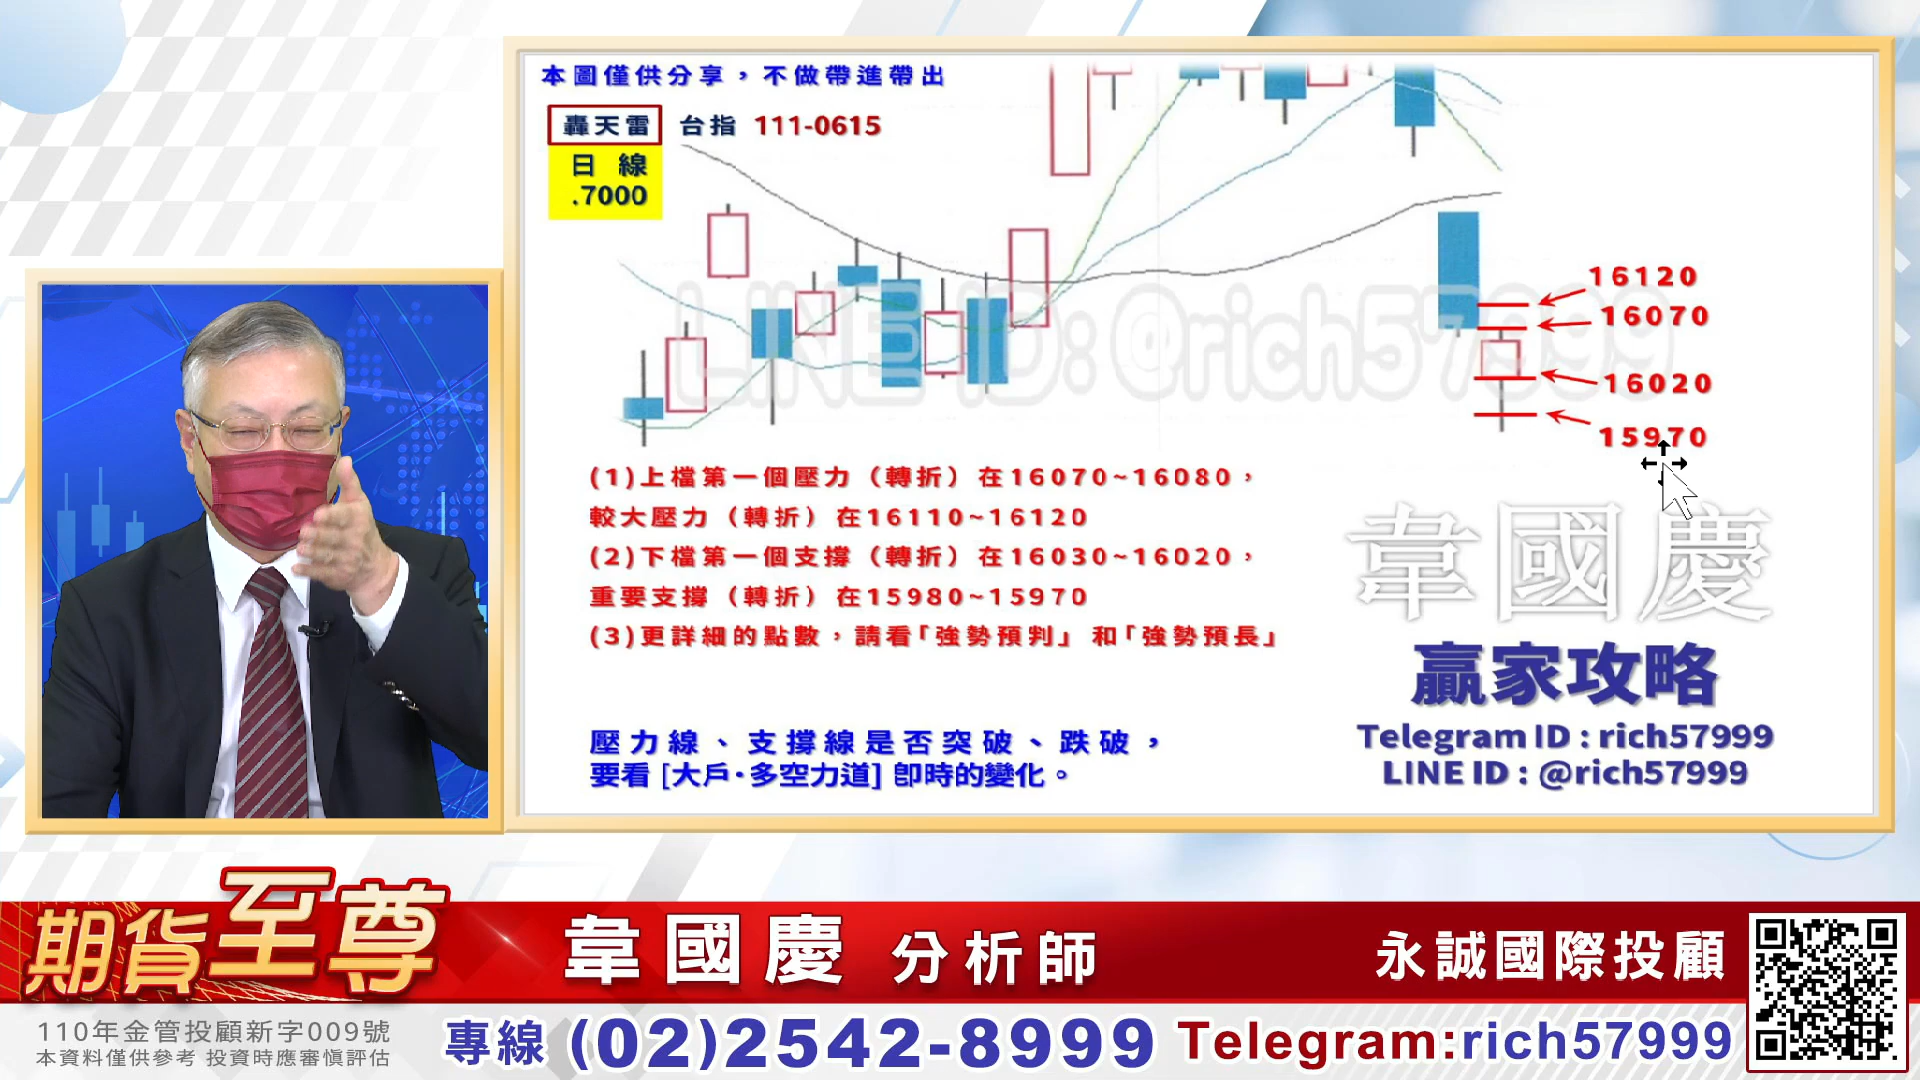 本圖僅供分享，不做帶進帶出
轟天雷 台指 111-0615
日線
.7000
16120
16070
16020
15970
LINE ID: @rich57999
(1)上檔第一個壓力（轉折）在16070~16080，
較大壓力（轉折）在16110~16120
(2)下檔第一個支撐（轉折）在16030~16020，
重要支撐（轉折）在15980~15970
(3)更詳細的點數，請看「強勢預判」 和「強勢預長」
壓力線、支撐線是否突破、跌破，
要看 [大戶･多空力道] 即時的變化。
韋國慶
贏家攻略
Telegram ID : rich57999
LINE ID : @rich57999
期貨至尊
韋國慶 分析師
永誠國際投顧
110年金管投顧新字009號
本資料僅供參考 投資時應審慎評估
專線 (02)2542-8999
Telegram:rich57999